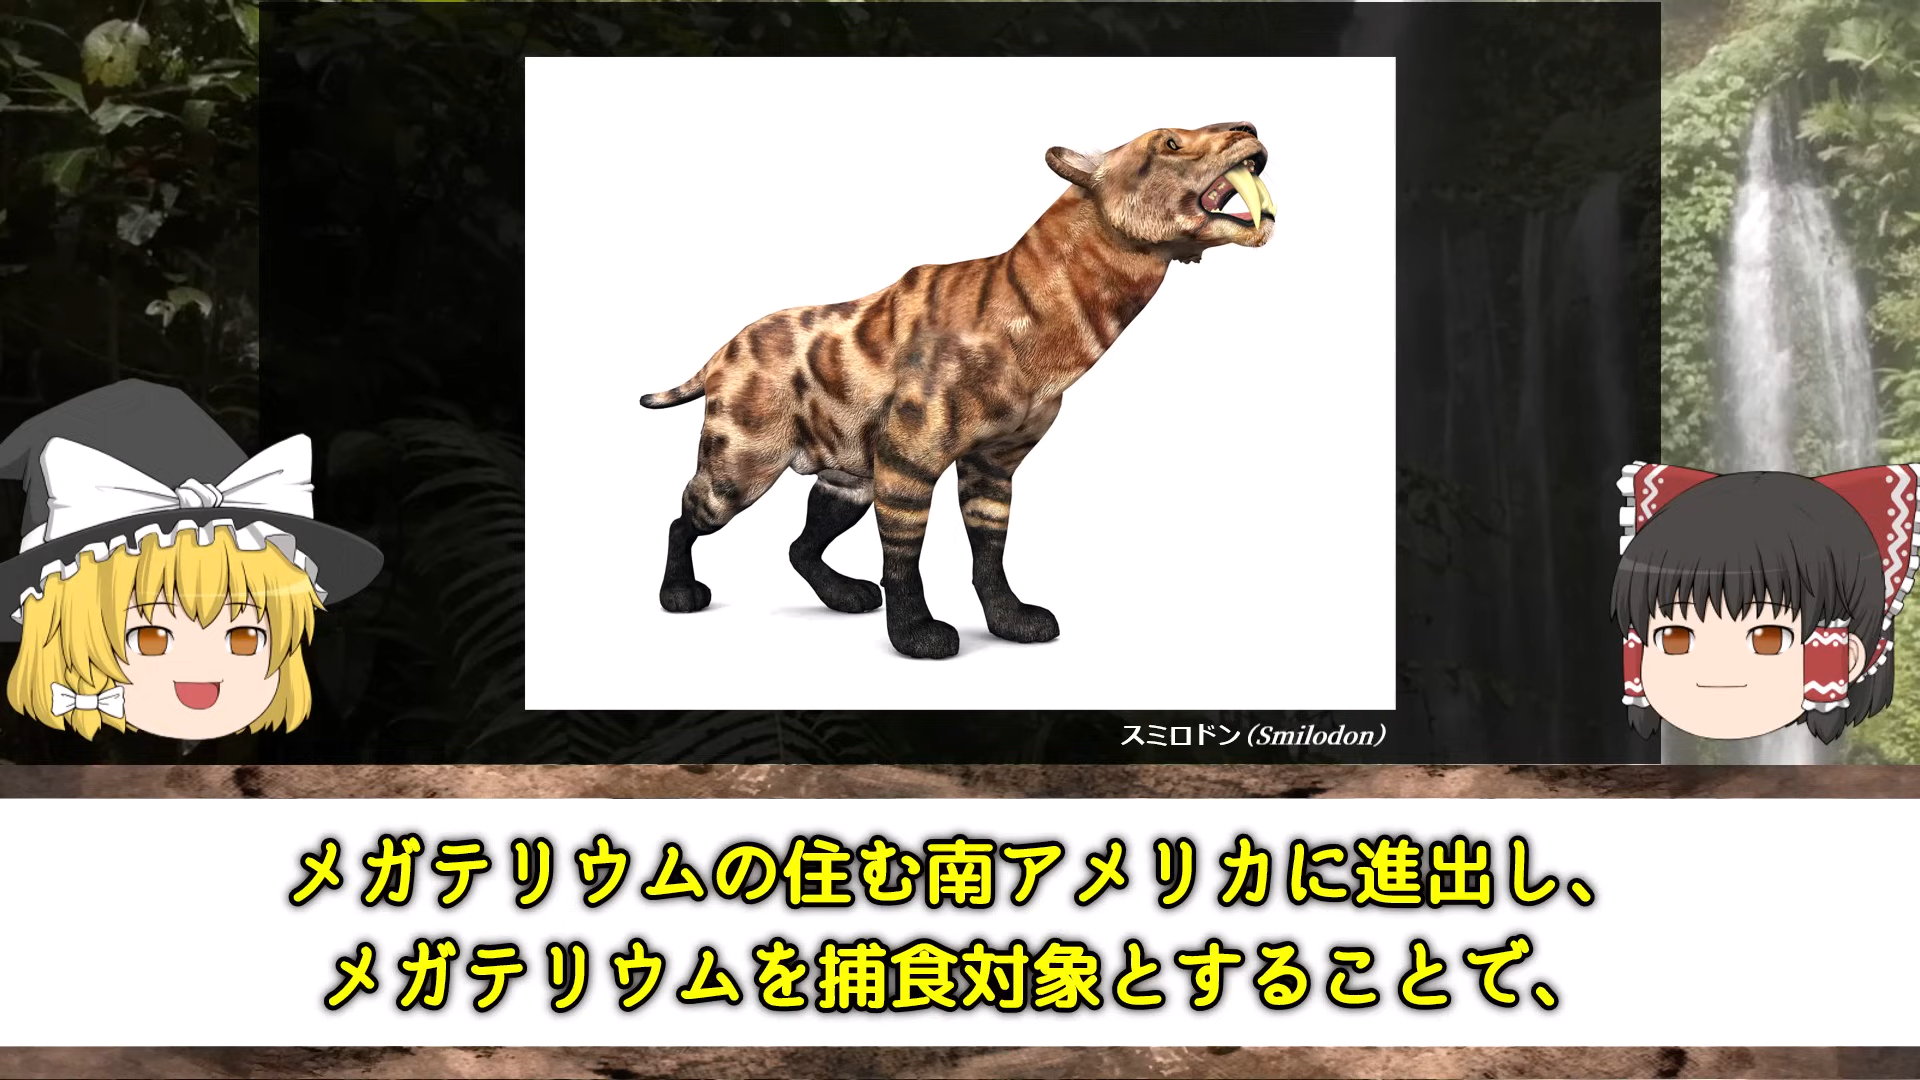 スミロドン(Smilodon)
メガテリウムの住む南アメリカに進出し、
メガテリウムを捕食対象とすることで、